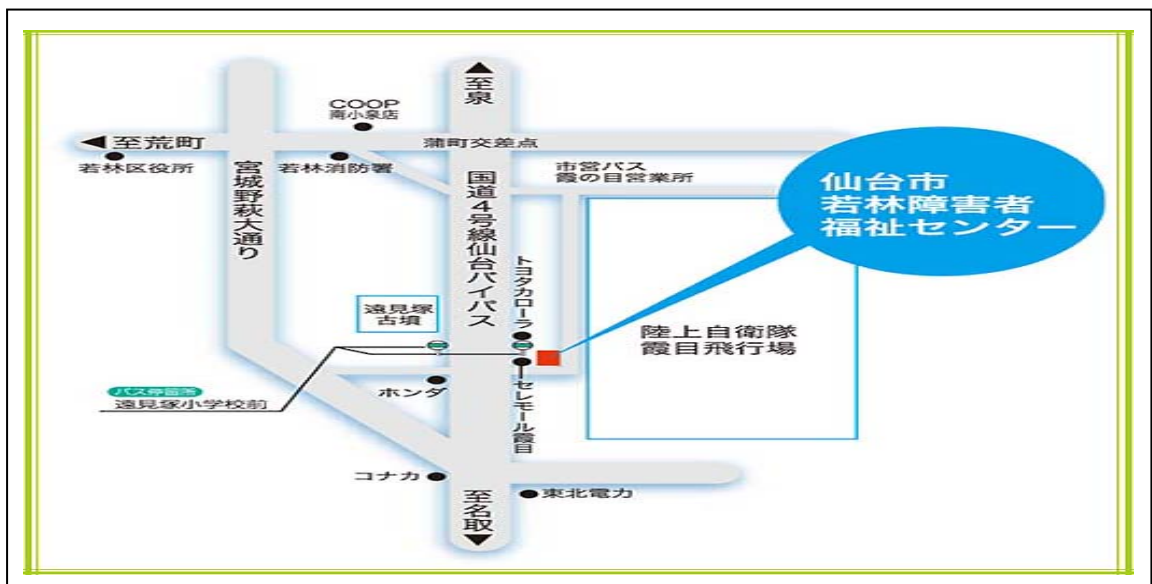 ▲
至泉
COOP
南小泉店
◀至荒町
蒲町交差点
若林区役所
若林消防署
市営バス
霞の目営業所
仙台市
若林障害者
福祉センター
宮城野萩大通り
国道4号線仙台バイパス
トヨタカローラ
遠見塚
古墳
陸上自衛隊
霞目飛行場
バス停留所
遠見塚小学校前
ホンダ
セレモール霞目
コナカ
東北電力
至名取
▼